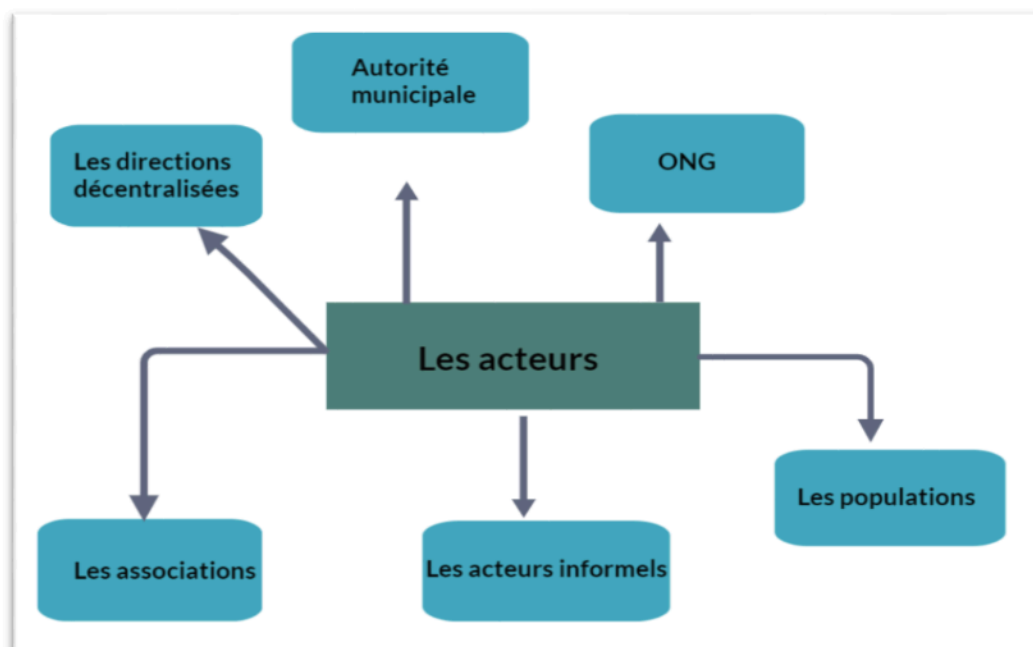 Autorité
municipale
Les directions
décentralisées
ONG
Les acteurs
Les populations
Les associations
Les acteurs informels